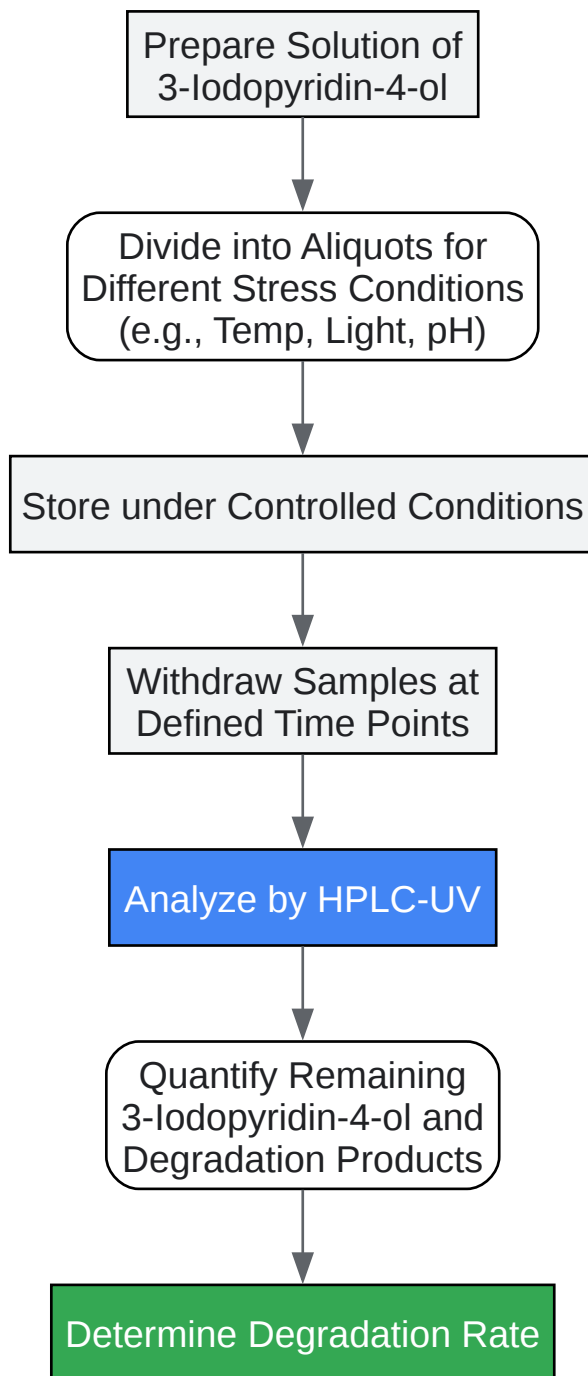 Prepare Solution of
3-Iodopyridin-4-ol
Divide into Aliquots for
Different Stress Conditions
(e.g., Temp, Light, pH)
Store under Controlled Conditions
Withdraw Samples at
Defined Time Points
Analyze by HPLC-UV
Quantify Remaining
3-Iodopyridin-4-ol and
Degradation Products
Determine Degradation Rate